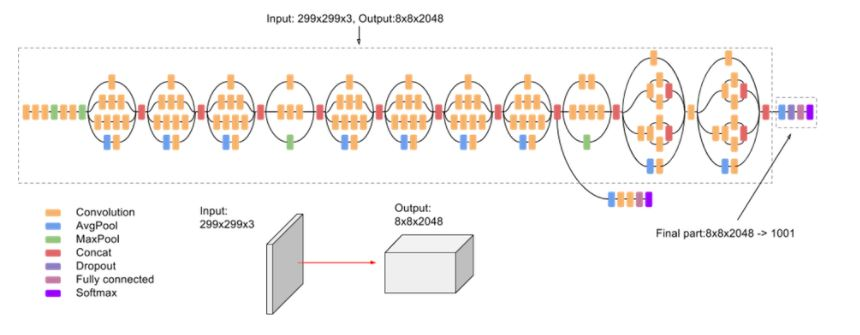 Input: 299x299x3, Output:8x8x2048
Convolution
AvgPool
MaxPool
Concat
Dropout
Fully connected
Softmax
Input:
299x299x3
Output:
8x8x2048
Final part:8x8x2048 -> 1001